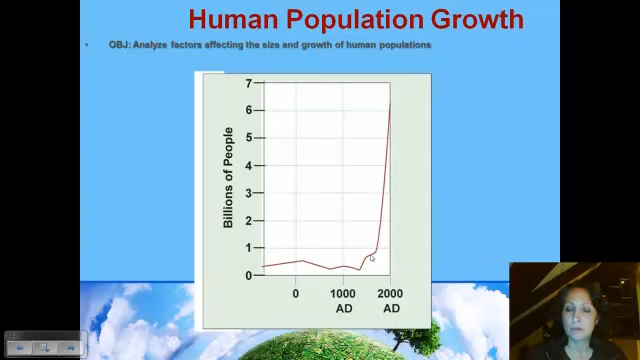 Human Population Growth
• OBJ: Analyze factors affecting the size and growth of human populations
7
6
5
4
3
2
1
0
Billions of People
0 1000 2000
AD AD